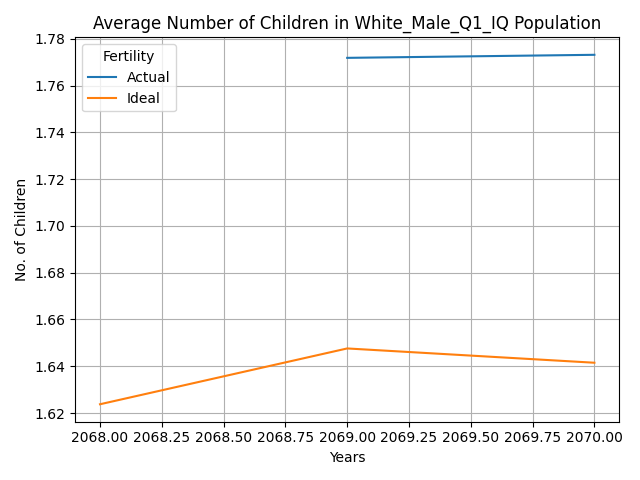 Average Number of Children in White_Male_Q1_IQ Population
1.78
1.76
1.74
1.72
1.70
1.68
1.66
1.64
1.62
No. of Children
Fertility
Actual
Ideal
2068.00 2068.25 2068.50 2068.75 2069.00 2069.25 2069.50 2069.75 2070.00
Years